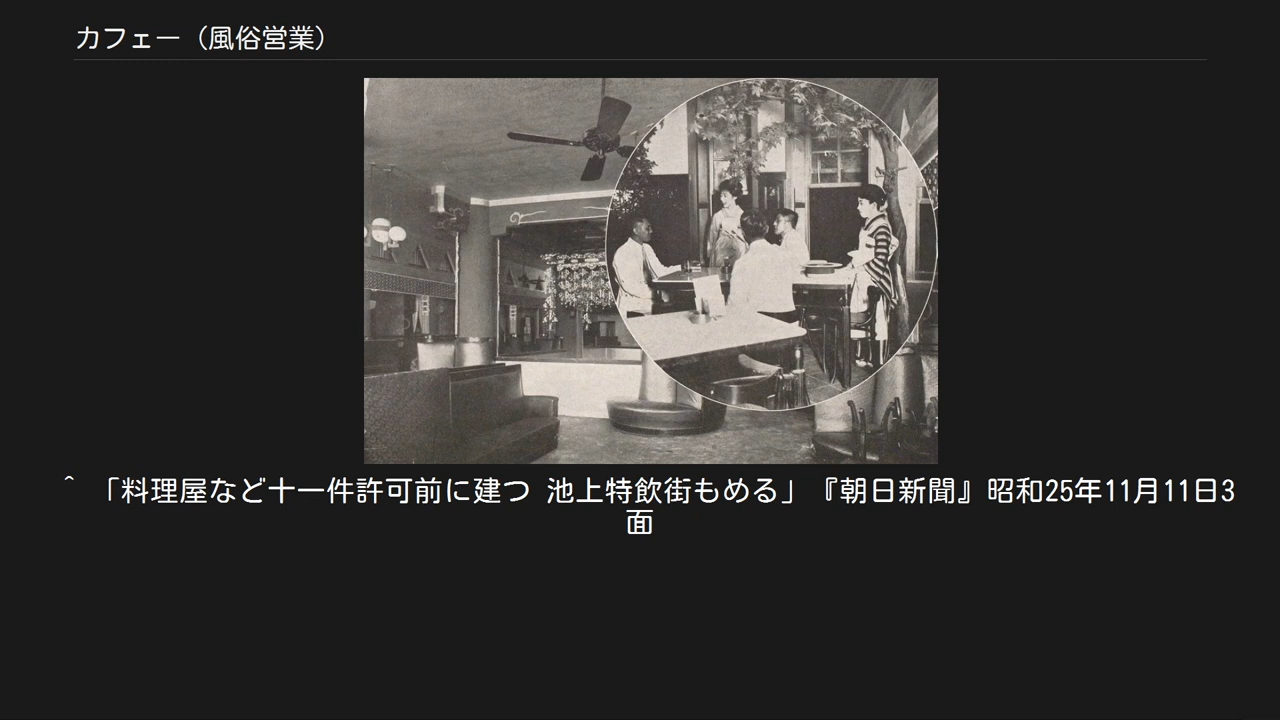 カフェー（風俗営業）
^ 「料理屋など十一件許可前に建つ 池上特飲街もめる」『朝日新聞』昭和25年11月11日3
面